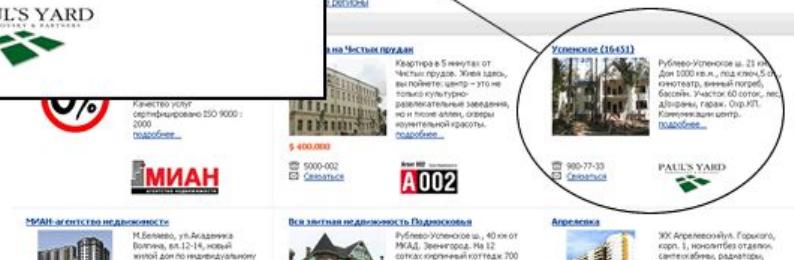 UL'S YARD
OVSKY & PARTNERS
е регионы
Качество услуг
сертифицировано ISO 9000 :
2000
подробнее...
МИАН
АГЕНТСТВО НЕДВИЖИМОСТИ
а на Чистых прудах
Квартира в 5 минутах от
Чистых прудов. Живя здесь,
вы поймете: центр - это не
только культурно-
развлекательные заведения,
но и тихие аллеи, скверы
изумительной красоты.
подробнее...
$ 400.000
5000-002
Связаться
А002
Успенское (16451)
Рублево-Успенское ш. 21 км
Дом 1000 кв.м., под ключ,5 сп.,
кинотеатр, винный погреб,
бассейн. Участок 60 соток, лес,
д/охраны, гараж. Охр.КП.
Коммуникации центр.
подробнее...
980-77-33
Связаться
PAUL'S YARD
МИАН-агентство недвижимости
М.Беляево, ул.Академика
Волгина, вл.12-14, новый
жилой дом по индивидуальному
Вся элитная недвижимость Подмосковья
Рублево-Успенское ш., 40 км от
МКАД. Звенигород. На 12
сотках кирпичный коттедж 700
Апрелевка
ЖК Апрелевский ул. Горького,
корп. 1, монолит без отделки,
сантехкабины, радиаторы,